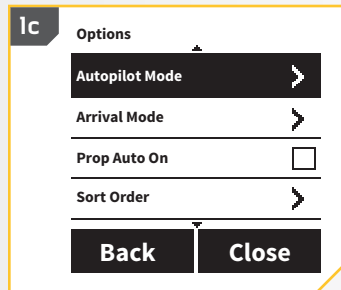 1c
Options
Autopilot Mode
Arrival Mode
Prop Auto On
Sort Order
Back Close